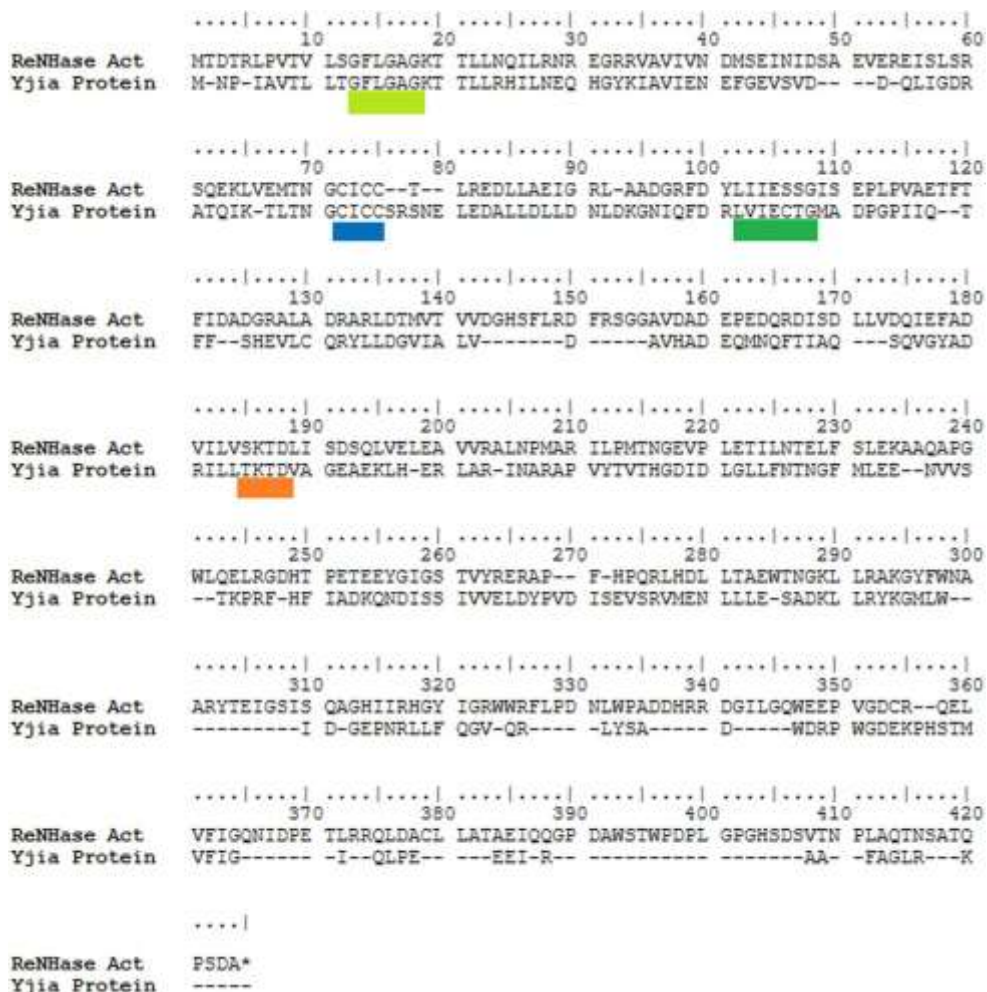 ....|....| ....|....| ....|....| ....|....| ....|....| ....|....|
10 20 30 40 50 60
ReNHase Act MTDTRLPVTV LSGFLGAGKT TLLNQILRNR EGRRVAVIVN DMSEINIDSA EVEREISLSR
Yjia Protein M-NP-IAVTL LTGFLGAGKT TLLRHILNEQ HGYKIAVIEN EFGEVSVD-- --D-QLIGDR
....|....| ....|....| ....|....| ....|....| ....|....| ....|....|
70 80 90 100 110 120
ReNHase Act SQEKLVEMTN GCICC--T-- LREDLLAEIG RL-AADGRFD YLIIESSGIS EPLPVAETFT
Yjia Protein ATQIK-TLTN GCICCSRSNE LEDALLDLLD NLDKGNIQFD RLVIECTGMA DPGPIIQ--T
....|....| ....|....| ....|....| ....|....| ....|....| ....|....|
130 140 150 160 170 180
ReNHase Act FIDADGRALA DRARLDTMVT VVDGHSFLRD FRSGGAVDAD EPEDQRDISD LLVDQIEFAD
Yjia Protein FF--SHEVLC QRYLLDGVIA LV-------D -----AVHAD EQMNQFTIAQ ---SQVGYAD
....|....| ....|....| ....|....| ....|....| ....|....| ....|....|
190 200 210 220 230 240
ReNHase Act VILVSKTDLI SDSQLVELEA VVRALNPMAR ILPMTNGEVP LETILNTELF SLEKAAQAPG
Yjia Protein RILLTKTDVA GEAEKLH-ER LAR-INARAP VYTVTHGDID LGLLFNTNGF MLEE--NVVS
....|....| ....|....| ....|....| ....|....| ....|....| ....|....|
250 260 270 280 290 300
ReNHase Act WLQELRGDHT PETEEYGIGS TVYRERAP-- F-HPQRLHDL LTAEWTNGKL LRAKGYFWNA
Yjia Protein --TKPRF-HF IADKQNDISS IVVELDYPVD ISEVSRVMEN LLLE-SADKL LRYKGMLW--
....|....| ....|....| ....|....| ....|....| ....|....| ....|....|
310 320 330 340 350 360
ReNHase Act ARYTEIGSIS QAGHIIRHGY IGRWWRFLPD NLWPADDHRR DGILGQWEEP VGDCR--QEL
Yjia Protein ---------I D-GEPNRLLF QGV-QR---- -LYSA----- D-----WDRP WGDEKPHSTM
....|....| ....|....| ....|....| ....|....| ....|....| ....|....|
370 380 390 400 410 420
ReNHase Act VFIGQNIDPE TLRRQLDACL LATAEIQQGP DAWSTWPDPL GPGHSDSVTN PLAQTNSATQ
Yjia Protein VFIG------ -I--QLPE-- ----EEI-R-- ---------- -------AA- -FAGLR---K
....|
ReNHase Act PSDA*
Yjia Protein -----